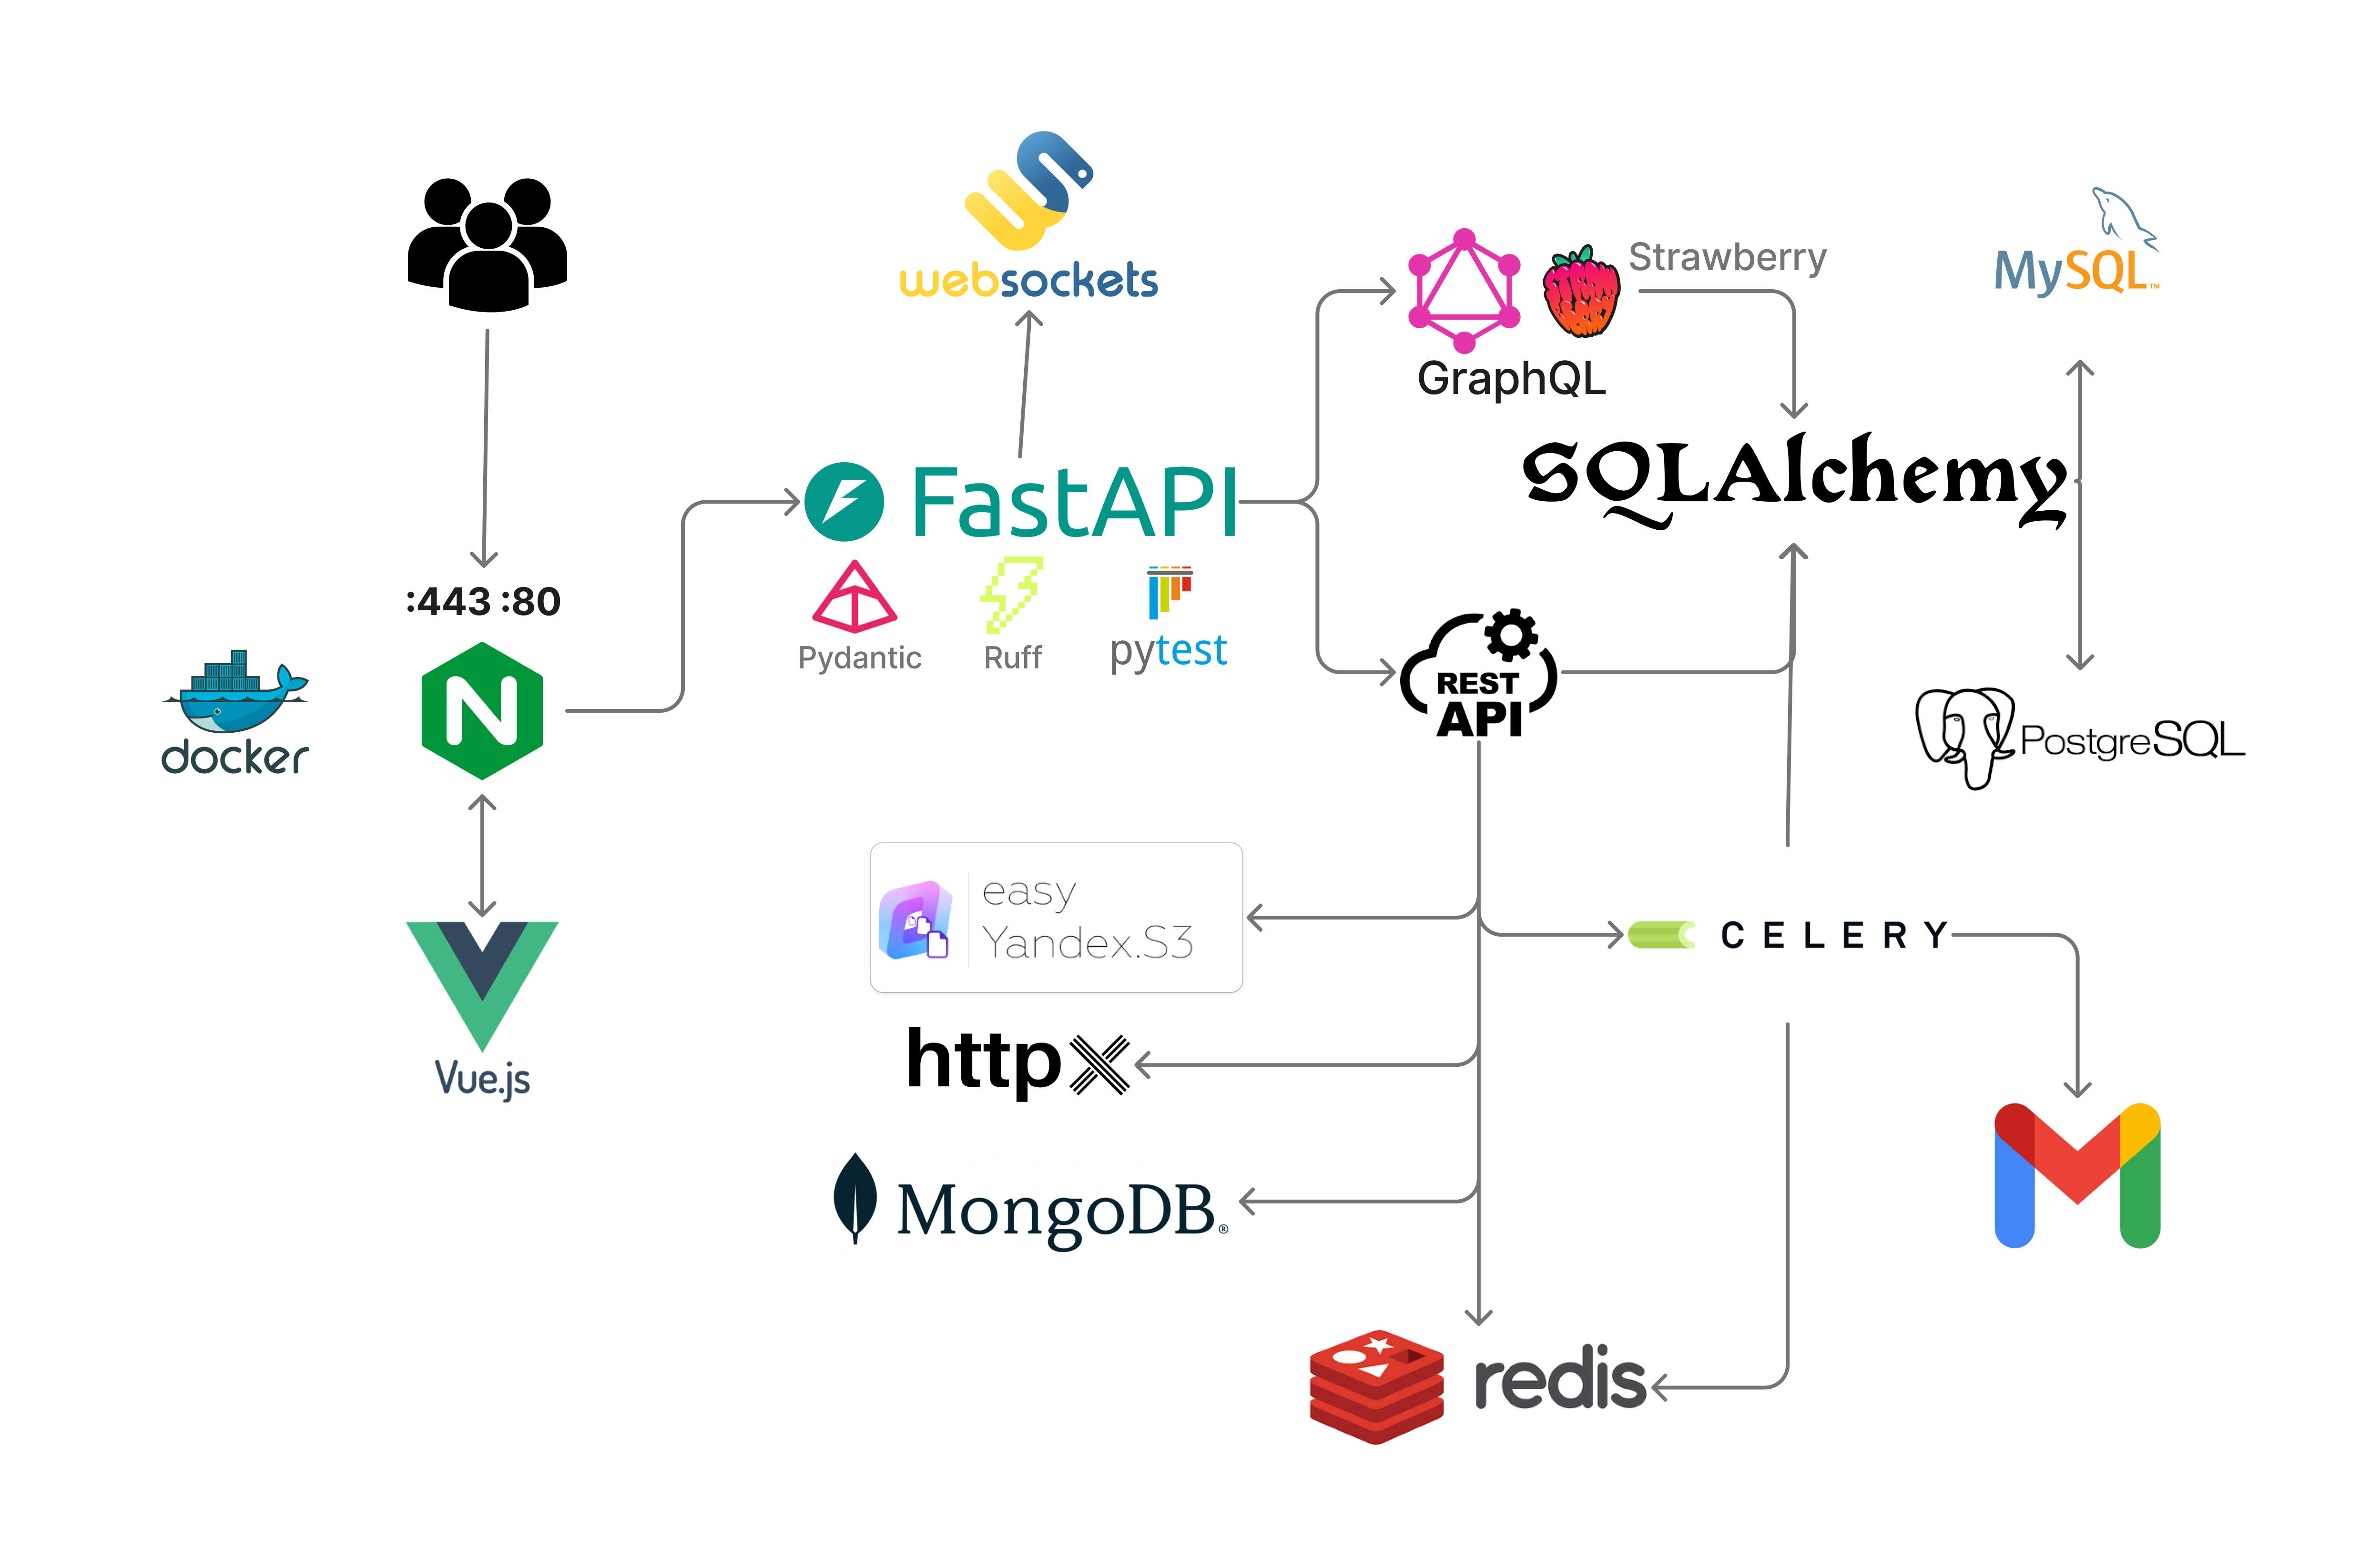 websockets
Strawberry
MySQL™
GraphQL
SQLAlchemy
FastAPI
:443 :80
Pydantic
Ruff
pytest
REST
API
docker
N
PostgreSQL
easy
Yandex.S3
CELERY
Vue.js
httpx
MongoDB®
redis